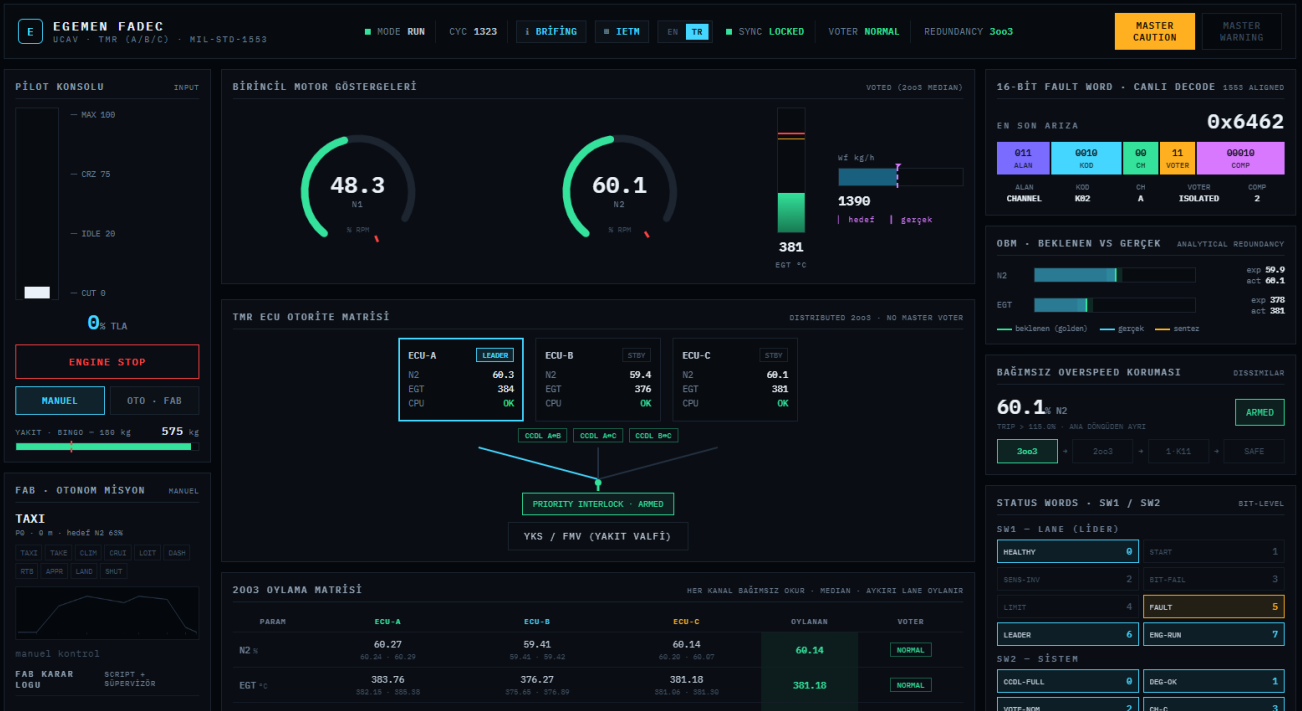 E
EGEMEN FADEC
UCAV · TMR (A/B/C) · MIL-STD-1553
MODE RUN
CYC 1323
BRİFİNG
IETM
EN TR
SYNC LOCKED
VOTER NORMAL
REDUNDANCY 3oo3
MASTER CAUTION
MASTER WARNING
PİLOT KONSOLU
INPUT
— MAX 100
— CRZ 75
— IDLE 20
— CUT 0
0% TLA
ENGINE STOP
MANUEL
OTO · FAB
YAKIT · BINGO — 180 kg
575 kg
FAB · OTONOM MİSYON
MANUEL
TAXI
P0 · 0 m · hedef N2 63%
TAXI TAKE CLIM CRUI LOIT DASH
RTB APPR LAND SHUT
manuel kontrol
FAB KARAR LOGU
SCRIPT + SÜPERVİZÖR
BİRİNCİL MOTOR GÖSTERGELERİ
VOTED (2oo3 MEDIAN)
48.3
N1
% RPM
60.1
N2
% RPM
381
EGT °C
Wf kg/h
1390
hedef
gerçek
TMR ECU OTORİTE MATRİSİ
DISTRIBUTED 2oo3 · NO MASTER VOTER
ECU-A LEADER
N2 60.3
EGT 384
CPU OK
ECU-B STBY
N2 59.4
EGT 376
CPU OK
ECU-C STBY
N2 60.1
EGT 381
CPU OK
CCDL A↔B
CCDL A↔C
CCDL B↔C
PRIORITY INTERLOCK · ARMED
YKS / FMV (YAKIT VALFİ)
2OO3 OYLAMA MATRİSİ
HER KANAL BAĞIMSIZ OKUR · MEDIAN · AYKIRI LANE OYLANIR
PARAM ECU-A ECU-B ECU-C OYLANAN VOTER
N2 % 60.27 59.41 60.14 60.14 NORMAL
60.24 – 60.29 59.41 – 59.42
EGT °C 383.76 376.27 381.18 381.18 NORMAL
16-BİT FAULT WORD · CANLI DECODE
1553 ALIGNED
EN SON ARIZA
0x6462
011 0010 00 11 00010
ALAN KOD CH VOTER COMP
ALAN KOD CH VOTER COMP
CHANNEL K02 A ISOLATED 2
OBM · BEKLENEN VS GERÇEK
ANALYTICAL REDUNDANCY
N2
exp 59.9
act 60.1
EGT
exp 378
act 381
beklenen (golden) gerçek sentez
BAĞIMSIZ OVERSPEED KORUMASI
DISSIMILAR
60.1% N2
ARMED
TRIP > 115.0% · ANA DÖNGÜDEN AYRI
3oo3 → 2oo3 → 1·K11 → SAFE
STATUS WORDS · SW1 / SW2
BIT-LEVEL
SW1 — LANE (LİDER)
HEALTHY 0
START 1
SENS-INV 2
BIT-FAIL 3
LIMIT 4
FAULT 5
LEADER 6
ENG-RUN 7
SW2 — SİSTEM
CCDL-FULL 0
DEG-OK 1
VOTE-NOM 2
CH-C 3